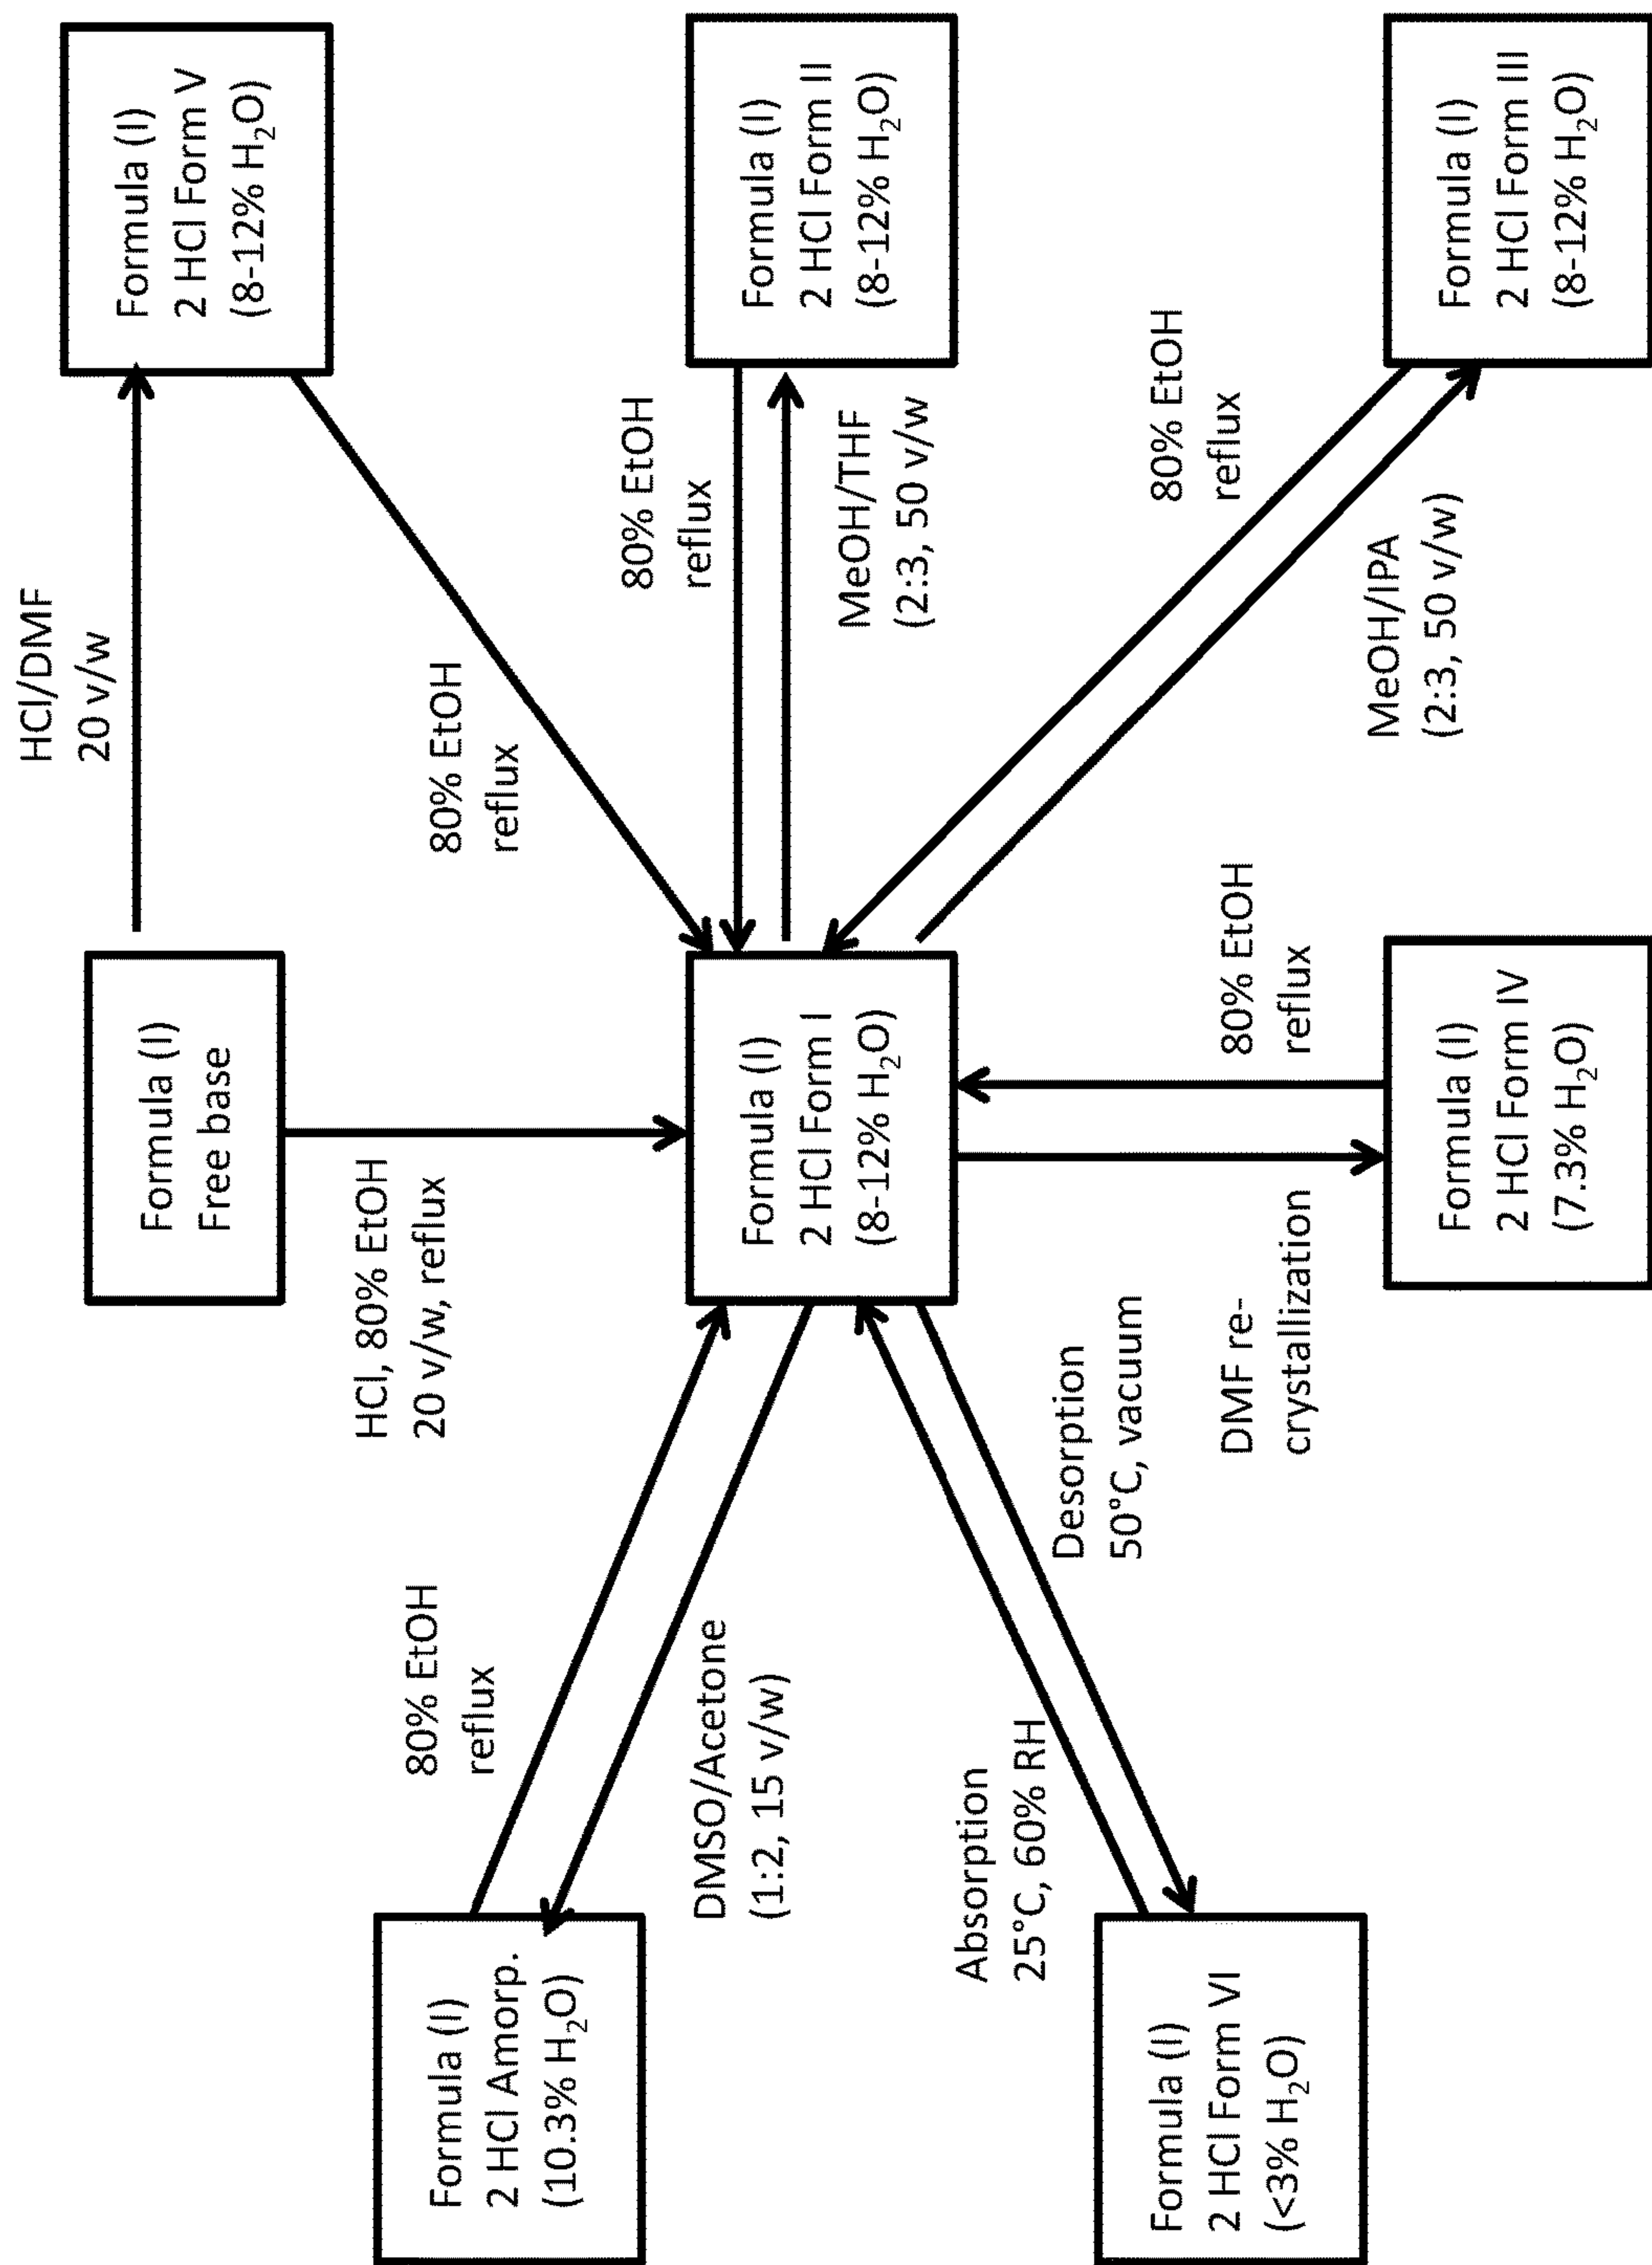 Formula (I)
Free base
HCl/DMF
20 v/w
Formula (I)
2 HCl Form V
(8-12% H₂O)
HCl, 80% EtOH
20 v/w, reflux
80% EtOH
reflux
Formula (I)
2 HCl Amorp.
(10.3% H₂O)
80% EtOH
reflux
DMSO/Acetone
(1:2, 15 v/w)
Formula (I)
2 HCl Form I
(8-12% H₂O)
80% EtOH
reflux
MeOH/THF
(2:3, 50 v/w
Formula (I)
2 HCl Form II
(8-12% H₂O)
Absorption
25°C, 60% RH
Desorption
50°C, vacuum
Formula (I)
2 HCl Form VI
(<3% H₂O)
DMF re-
crystallization
80% EtOH
reflux
Formula (I)
2 HCl Form IV
(7.3% H₂O)
80% EtOH
reflux
MeOH/IPA
(2:3, 50 v/w)
Formula (I)
2 HCl Form III
(8-12% H₂O)